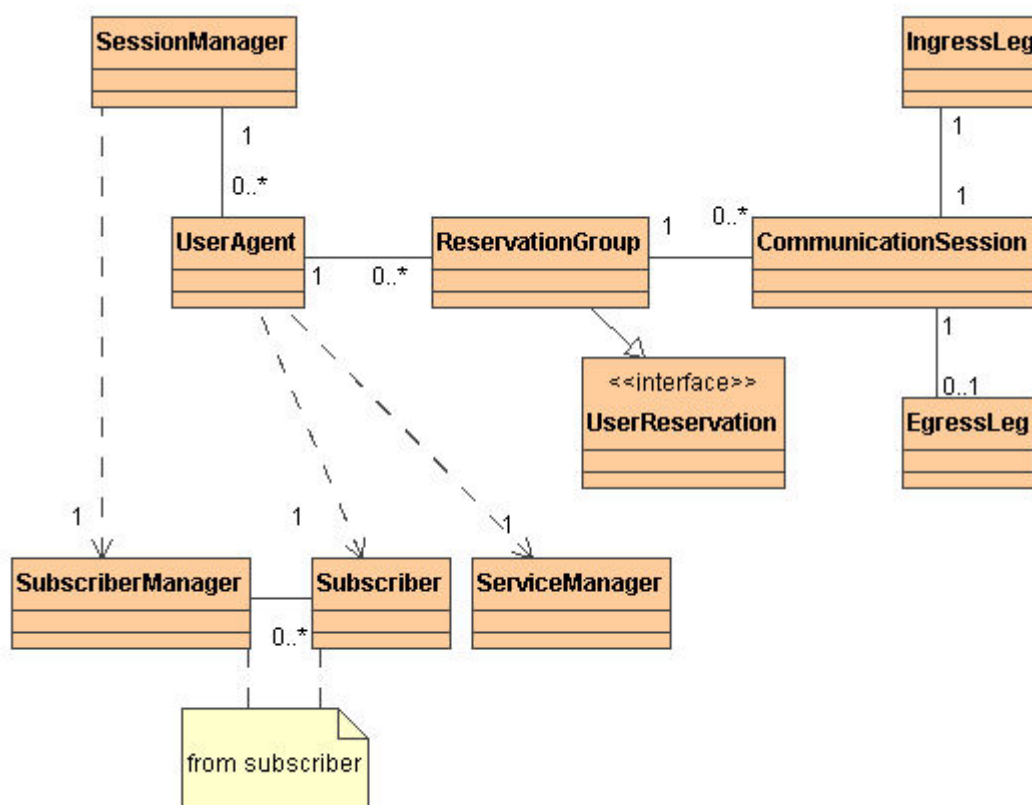 SessionManager
IngressLeg
1
1
0..*
1
0..*
1
UserAgent
ReservationGroup
CommunicationSession
1
0..*
1
<<interface>>
UserReservation
0..1
EgressLeg
1
1
1
SubscriberManager
Subscriber
ServiceManager
0..*
from subscriber